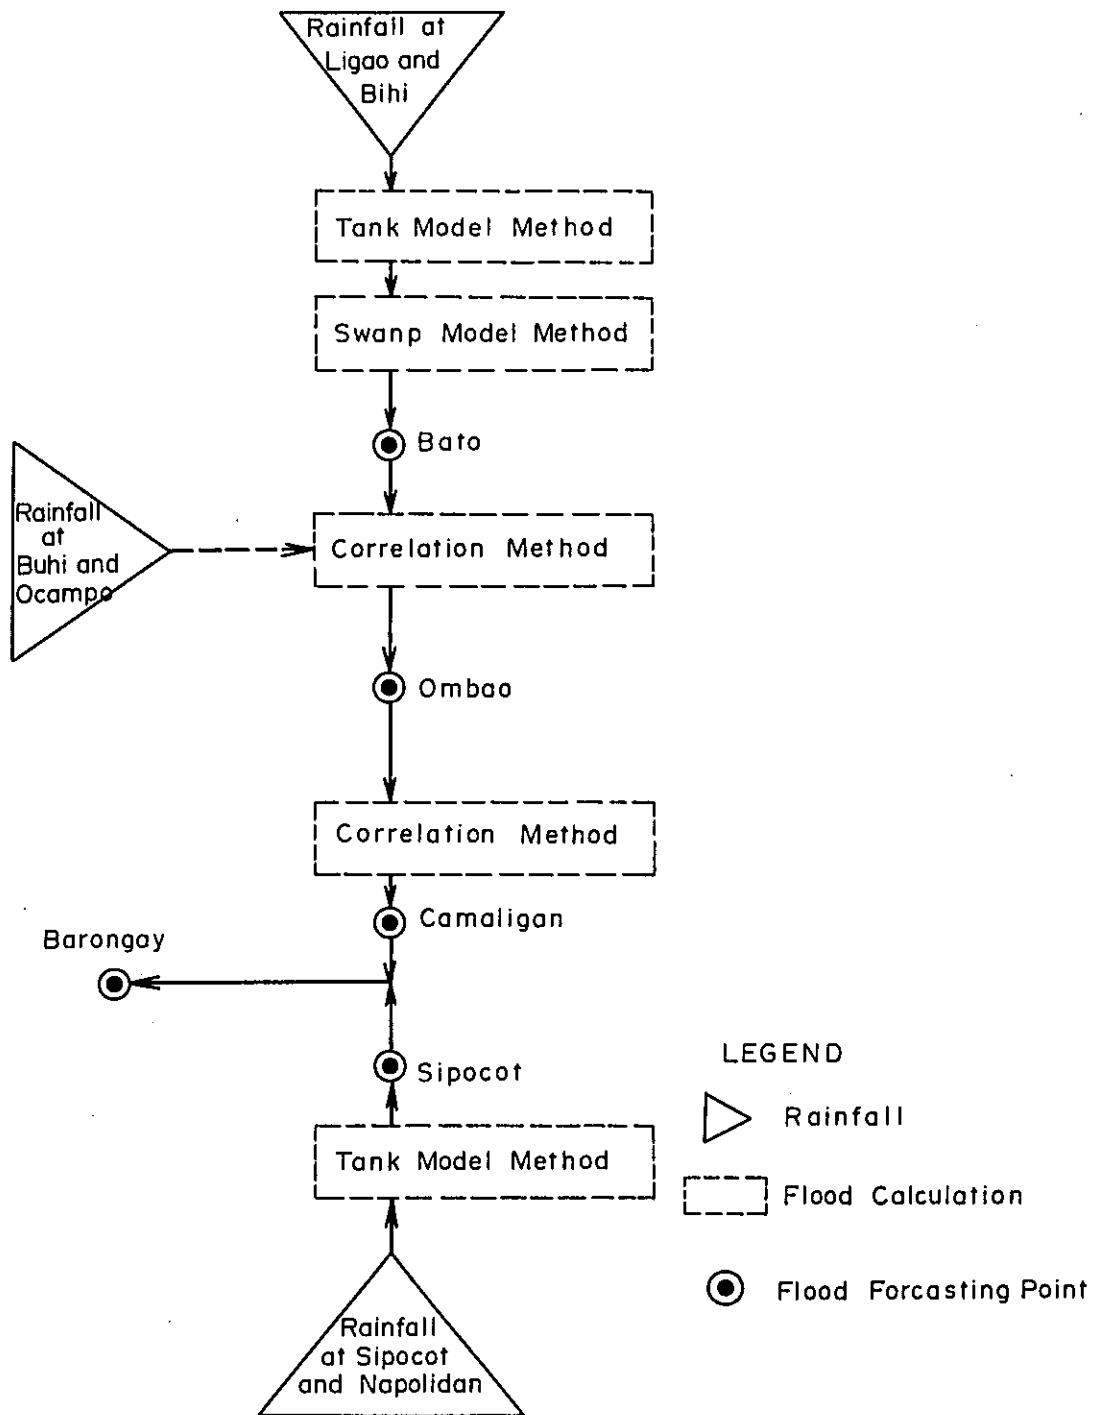 Rainfall at
Ligao and
Bihi
Tank Model Method
Swanp Model Method
Bato
Rainfall
at
Buhi and
Ocampo
Correlation Method
Ombao
Correlation Method
Camaligan
Barongay
Sipocot
Tank Model Method
Rainfall
at Sipocot
and Napolidan
LEGEND
Rainfall
Flood Calculation
Flood Forcasting Point